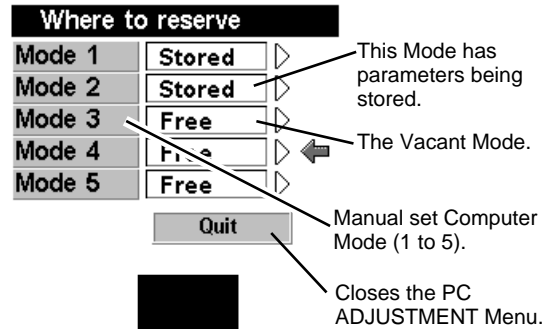 Where to reserve
Mode 1 Stored
Mode 2 Stored
Mode 3 Free
Mode 4 Free
Mode 5 Free
Quit
This Mode has
parameters being
stored.
The Vacant Mode.
Manual set Computer
Mode (1 to 5).
Closes the PC
ADJUSTMENT Menu.